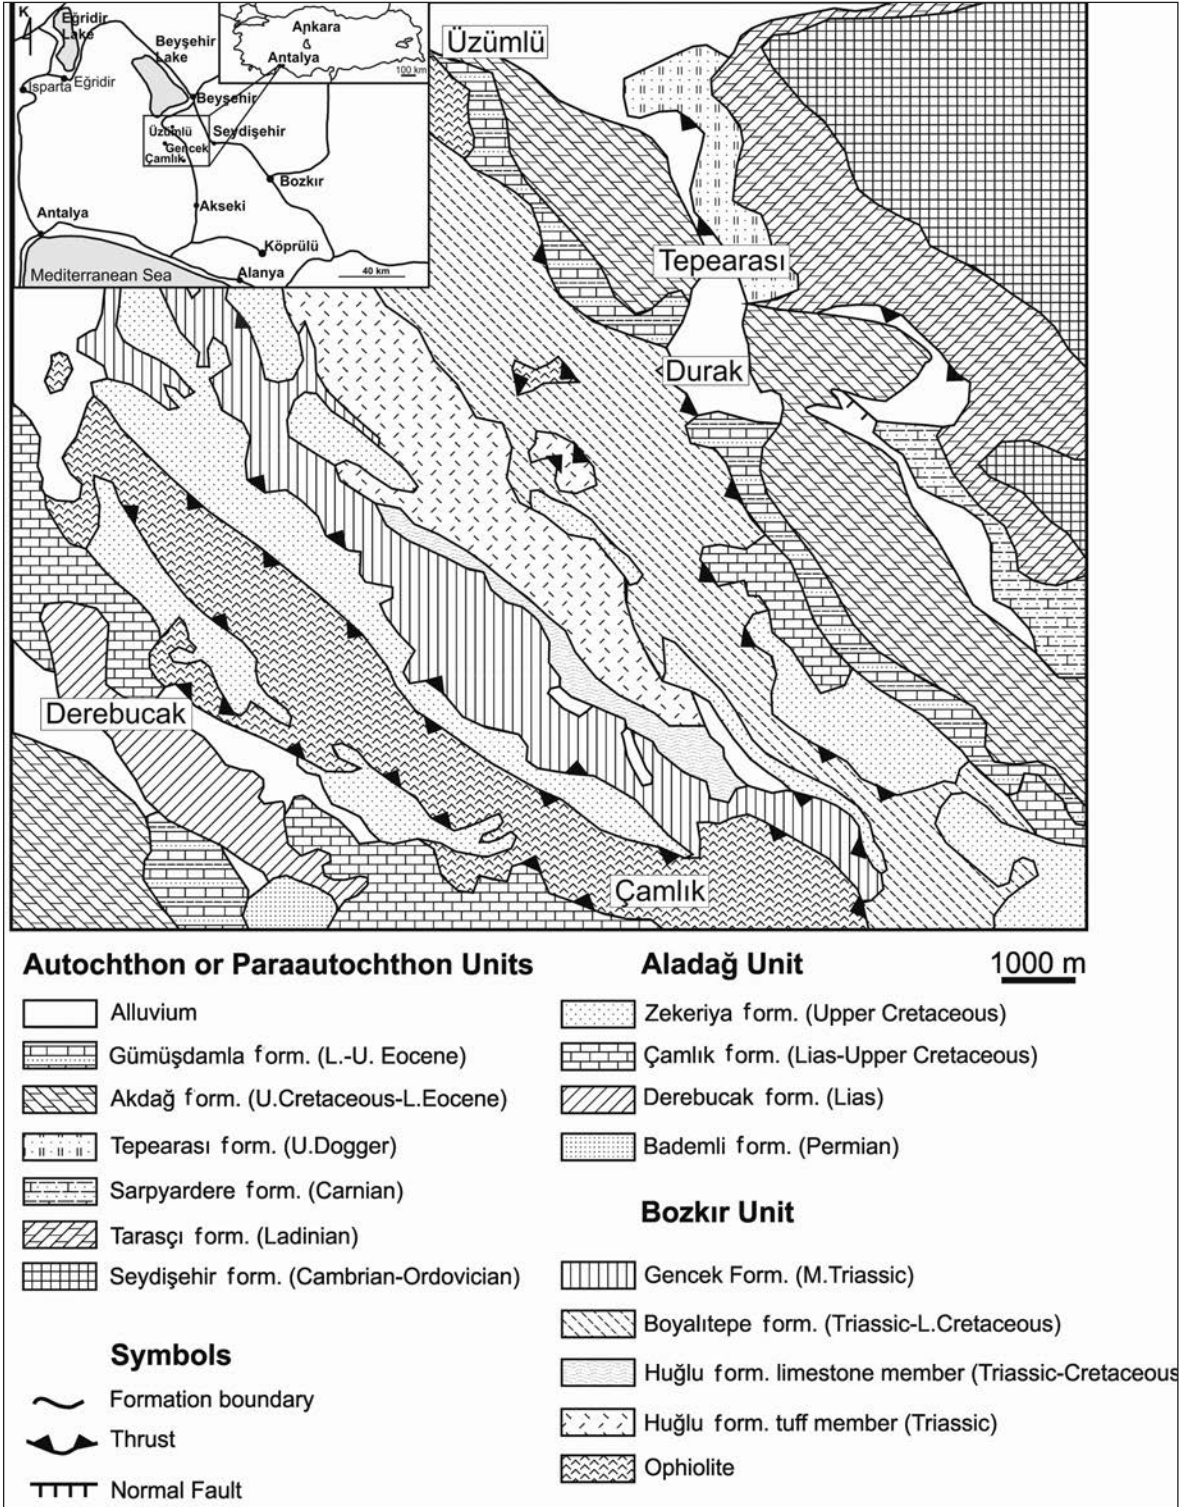 K
Eğridir
Lake
Isparta
Eğridir
Beyşehir
Lake
Beyşehir
Üzümlü
Gencek
Çamlık
Seydişehir
Bozkır
Akseki
Antalya
Köprülü
Alanya
Mediterranean Sea
40 km
Ankara
Antalya
100 km
Üzümlü
Tepearası
Durak
Derebucak
Çamlık
Autochthon or Paraautochthon Units
Alluvium
Gümüşdamla form. (L.-U. Eocene)
Akdağ form. (U.Cretaceous-L.Eocene)
Tepearası form. (U.Dogger)
Sarpyardere form. (Carnian)
Tarasçı form. (Ladinian)
Seydişehir form. (Cambrian-Ordovician)
Symbols
Formation boundary
Thrust
Normal Fault
Aladağ Unit
1000 m
Zekeriya form. (Upper Cretaceous)
Çamlık form. (Lias-Upper Cretaceous)
Derebucak form. (Lias)
Bademli form. (Permian)
Bozkır Unit
Gencek Form. (M.Triassic)
Boyalıtepe form. (Triassic-L.Cretaceous)
Huğlu form. limestone member (Triassic-Cretaceous
Huğlu form. tuff member (Triassic)
Ophiolite